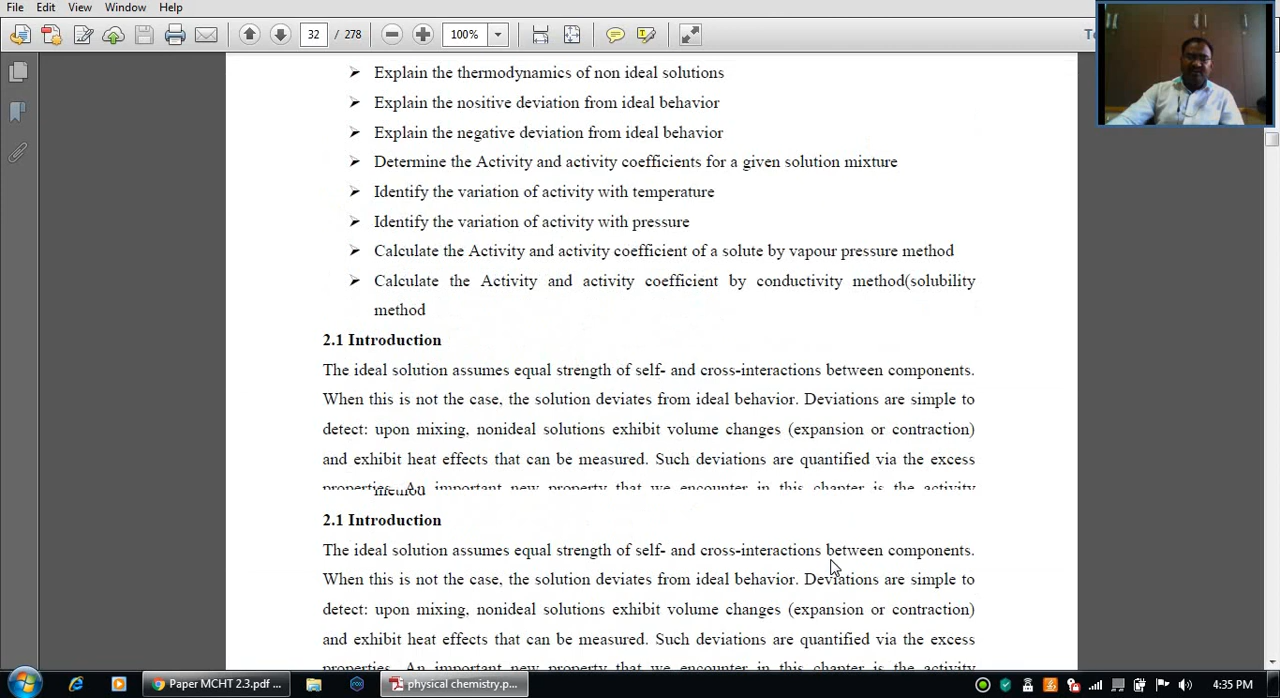 File Edit View Window Help
32 / 278 100%
Explain the thermodynamics of non ideal solutions
Explain the nositive deviation from ideal behavior
Explain the negative deviation from ideal behavior
Determine the Activity and activity coefficients for a given solution mixture
Identify the variation of activity with temperature
Identify the variation of activity with pressure
Calculate the Activity and activity coefficient of a solute by vapour pressure method
Calculate the Activity and activity coefficient by conductivity method(solubility
method
2.1 Introduction
The ideal solution assumes equal strength of self- and cross-interactions between components.
When this is not the case, the solution deviates from ideal behavior. Deviations are simple to
detect: upon mixing, nonideal solutions exhibit volume changes (expansion or contraction)
and exhibit heat effects that can be measured. Such deviations are quantified via the excess
properties. An important new property that we encounter in this chapter is the activity
method
2.1 Introduction
The ideal solution assumes equal strength of self- and cross-interactions between components.
When this is not the case, the solution deviates from ideal behavior. Deviations are simple to
detect: upon mixing, nonideal solutions exhibit volume changes (expansion or contraction)
and exhibit heat effects that can be measured. Such deviations are quantified via the excess
properties. An important new property that we encounter in this chapter is the activity
Paper MCHT 2.3.pdf ... physical chemistry.p... 4:35 PM